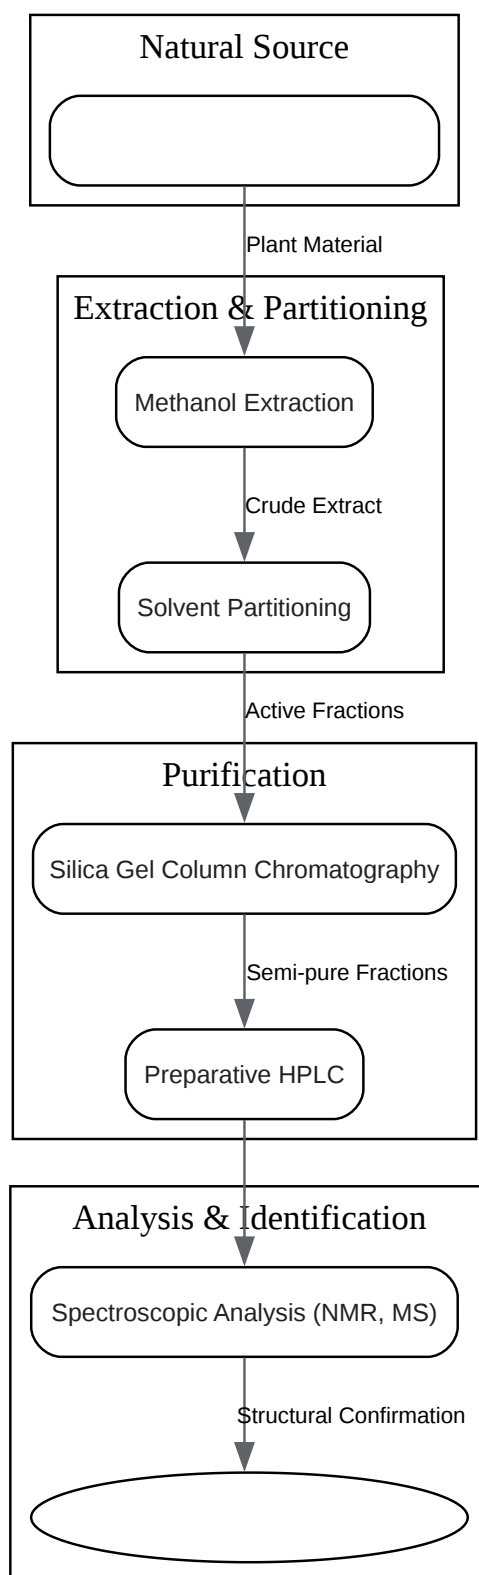 Natural Source
Plant Material
Extraction & Partitioning
Methanol Extraction
Crude Extract
Solvent Partitioning
Active Fractions
Purification
Silica Gel Column Chromatography
Semi-pure Fractions
Preparative HPLC
Analysis & Identification
Spectroscopic Analysis (NMR, MS)
Structural Confirmation